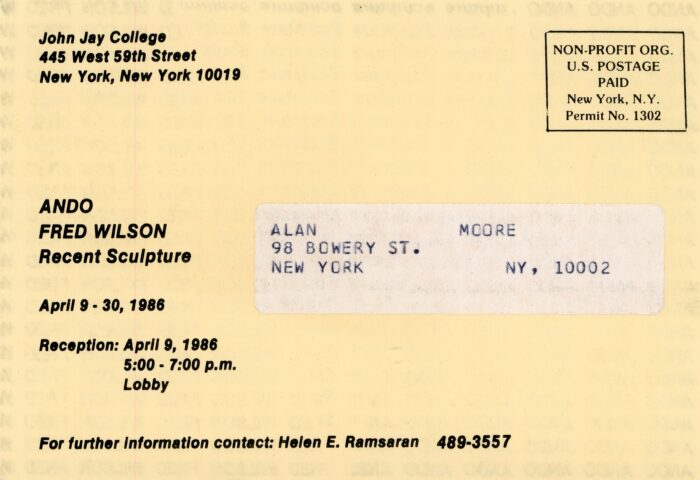 John Jay College
445 West 59th Street
New York, New York 10019
NON-PROFIT ORG.
U.S. POSTAGE
PAID
New York, N.Y.
Permit No. 1302
ANDO
FRED WILSON
Recent Sculpture
April 9 - 30, 1986
Reception: April 9, 1986
5:00 - 7:00 p.m.
Lobby
ALAN MOORE
98 BOWERY ST.
NEW YORK NY, 10002
For further information contact: Helen E. Ramsaran 489-3557